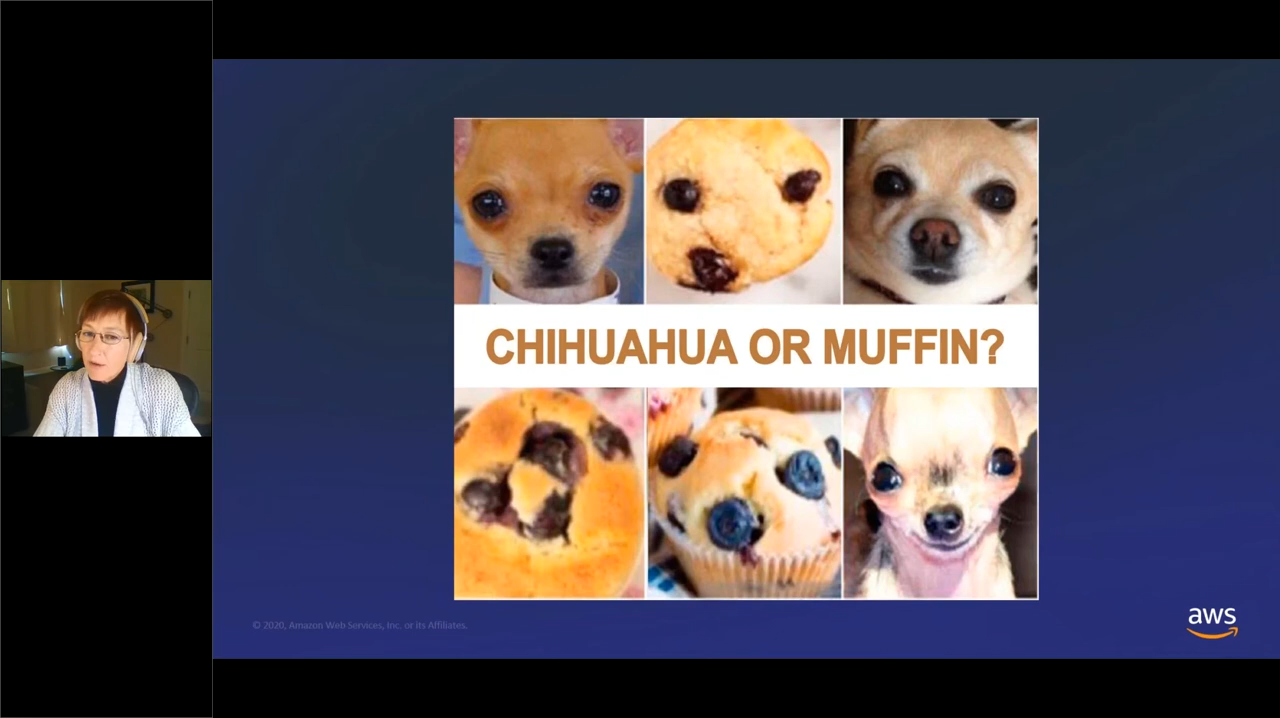 CHIHUAHUA OR MUFFIN?
© 2020, Amazon Web Services, Inc. or its Affiliates.
aws